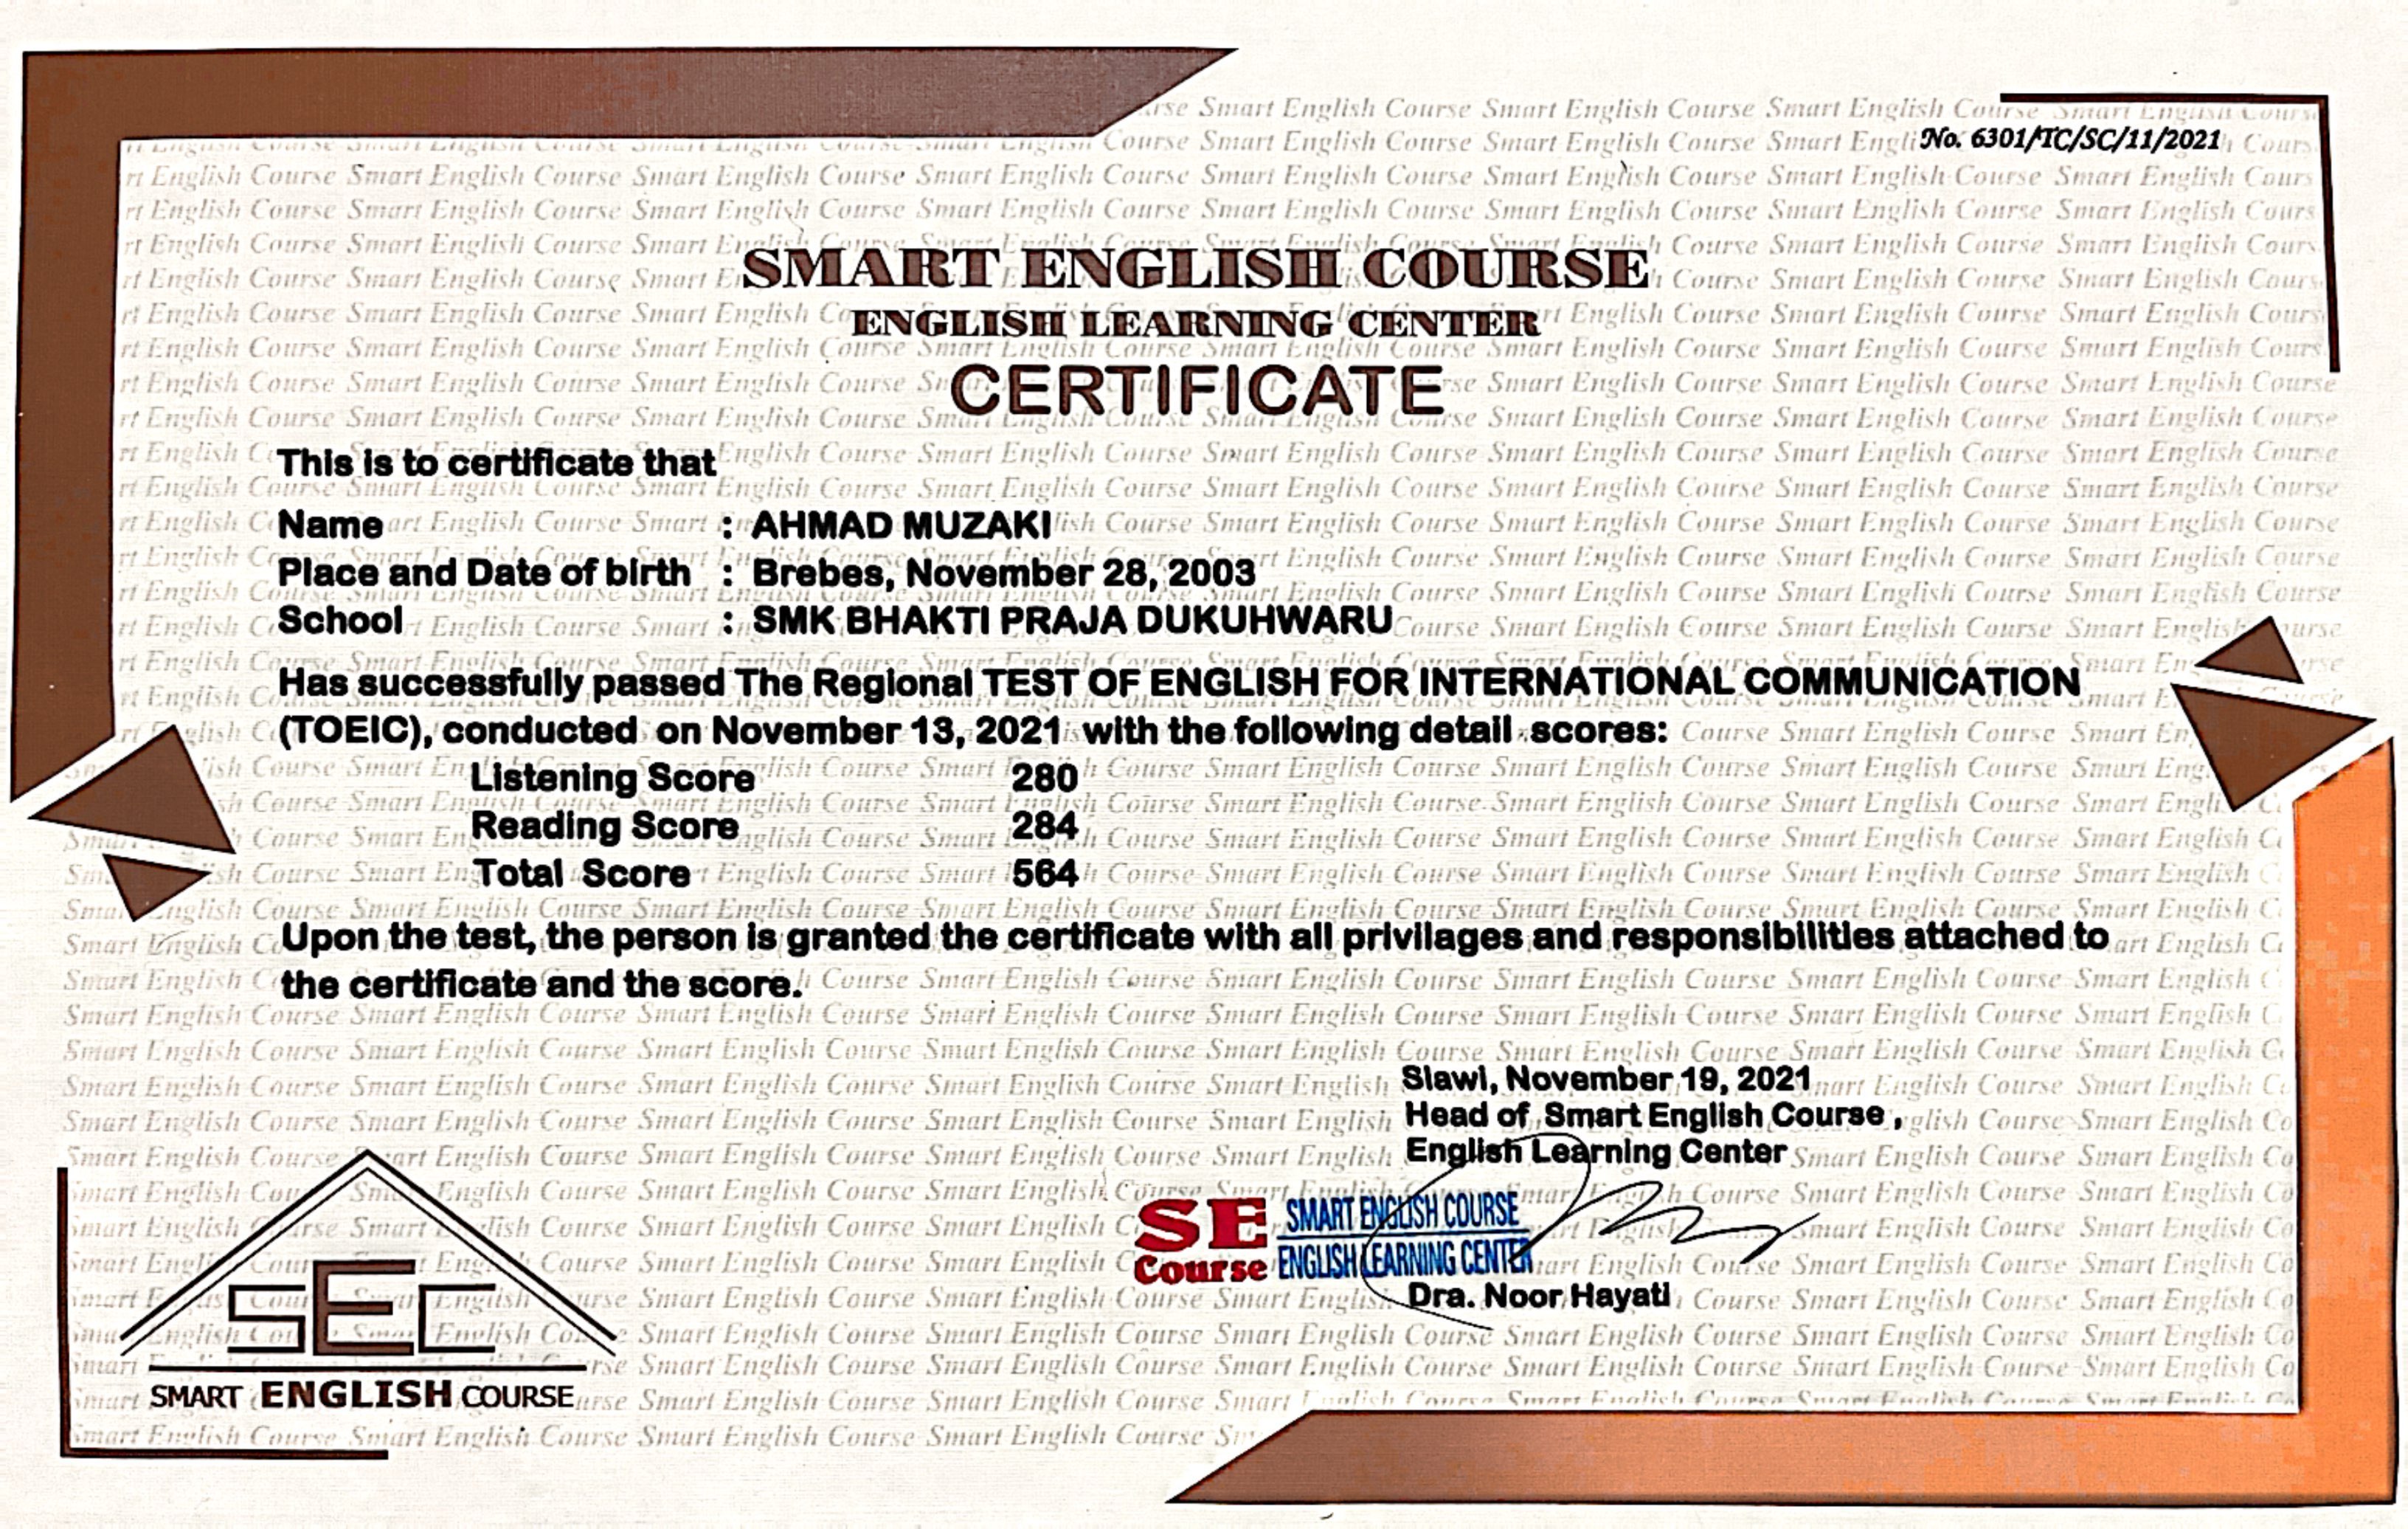 No. 6301/TC/SC/11/2021
SMART ENGLISH COURSE
ENGLISH LEARNING CENTER
CERTIFICATE
This is to certificate that
Name : AHMAD MUZAKI
Place and Date of birth : Brebes, November 28, 2003
School : SMK BHAKTI PRAJA DUKUHWARU
Has successfully passed The Regional TEST OF ENGLISH FOR INTERNATIONAL COMMUNICATION
(TOEIC), conducted on November 13, 2021 with the following detail scores:
Listening Score 280
Reading Score 284
Total Score 564
Upon the test, the person is granted the certificate with all privilages and responsibilities attached to
the certificate and the score.
Slawi, November 19, 2021
Head of Smart English Course ,
English Learning Center
SE SMART ENGLISH COURSE
Course ENGLISH LEARNING CENTER
Dra. Noor Hayati
SEC
SMART ENGLISH COURSE